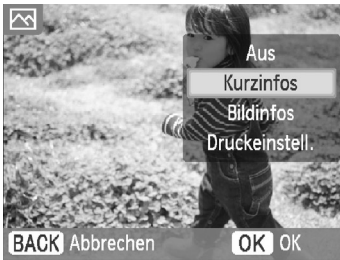 Aus
Kurzinfos
Bildinfos
Druckeinstell.
BACK Abbrechen OK OK